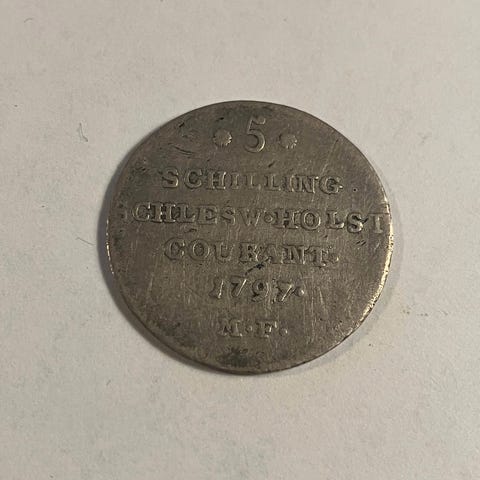 * 5 *
SCHILLING
SCHLESW·HOLST
COURANT·
1797·
M·F·